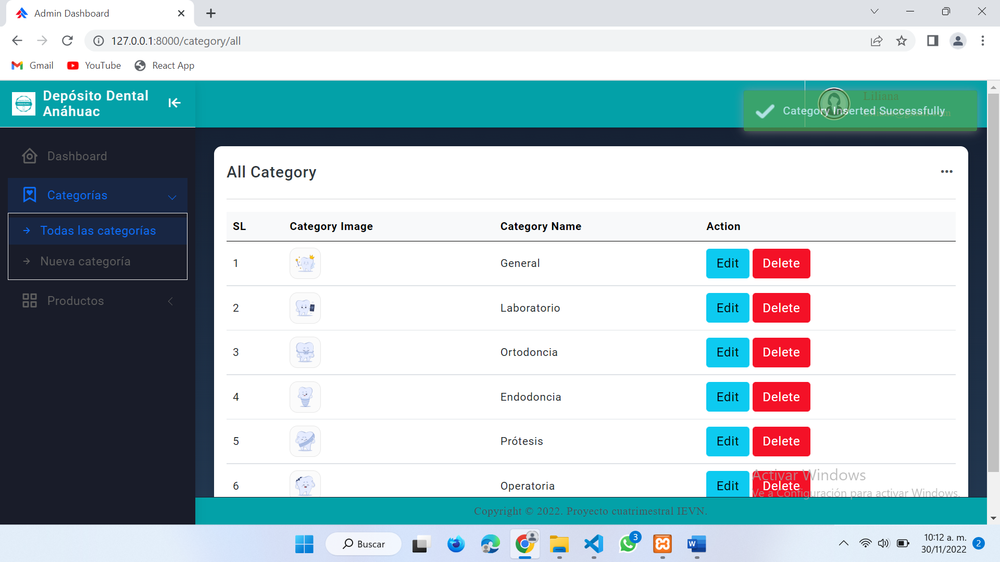 Admin Dashboard
127.0.0.1:8000/category/all
Gmail
YouTube
React App
Depósito Dental
Anáhuac
Liliana
Category Inserted Successfully
Dashboard
Categorías
Todas las categorías
Nueva categoría
Productos
All Category
SL Category Image Category Name Action
1 General Edit Delete
2 Laboratorio Edit Delete
3 Ortodoncia Edit Delete
4 Endodoncia Edit Delete
5 Prótesis Edit Delete
6 Operatoria Edit Delete
Activar Windows
Ve a Configuración para activar Windows.
Copyright © 2022. Proyecto cuatrimestral IEVN.
Buscar
3
10:12 a. m.
30/11/2022
2